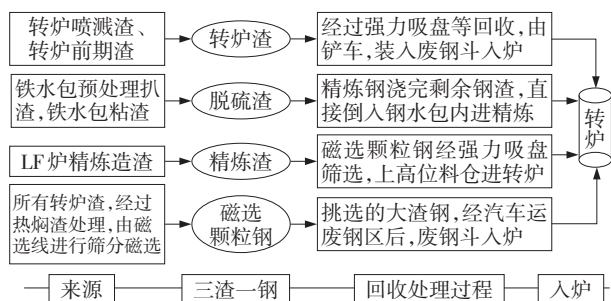 转炉喷溅渣、
转炉前期渣
转炉渣
经过强力吸盘等回收，由
铲车，装入废钢斗入炉
铁水包预处理扒
渣，铁水包粘渣
脱硫渣
精炼钢浇完剩余钢渣，直
接倒入钢水包内进精炼
转炉
LF炉精炼造渣
精炼渣
磁选颗粒钢经强力吸盘
筛选，上高位料仓进转炉
所有转炉渣，经过
热焖渣处理，由磁
选线进行筛分磁选
磁选
颗粒钢
挑选的大渣钢，经汽车运
废钢区后，废钢斗入炉
来源
三渣一钢
回收处理过程
入炉